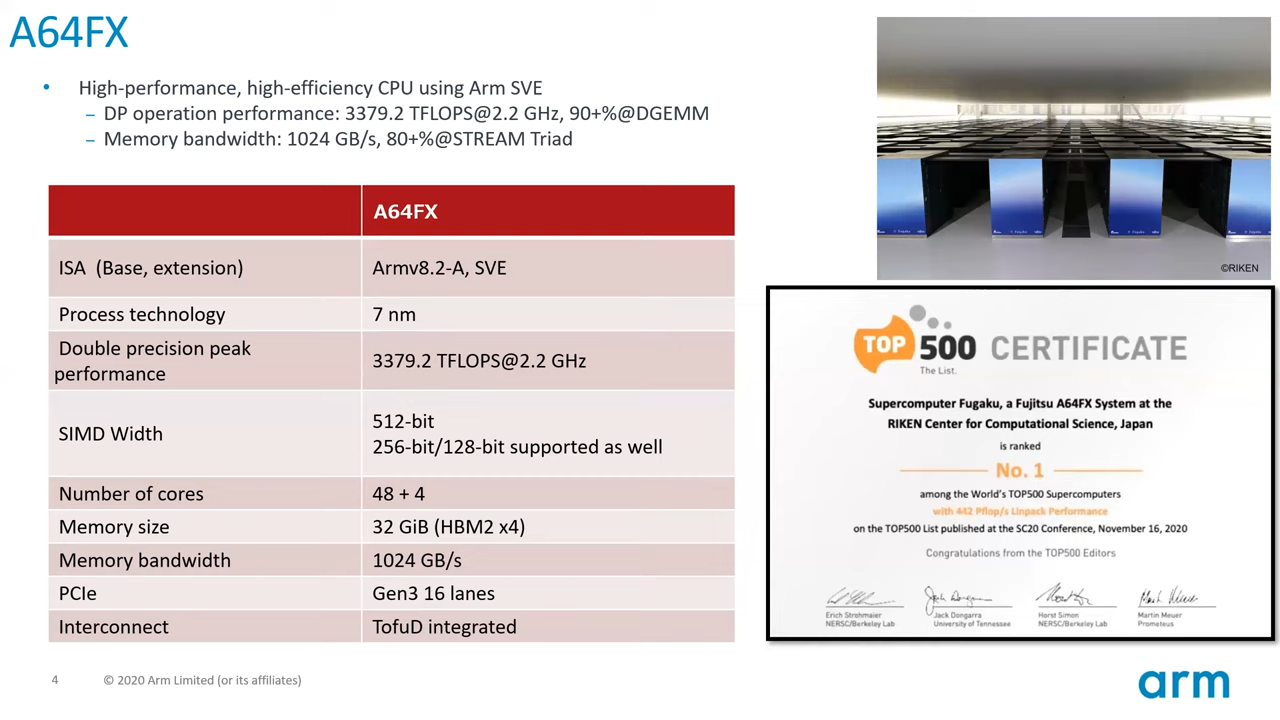 A64FX
• High-performance, high-efficiency CPU using Arm SVE
– DP operation performance: 3379.2 TFLOPS@2.2 GHz, 90+%@DGEMM
– Memory bandwidth: 1024 GB/s, 80+%@STREAM Triad
A64FX
ISA (Base, extension) Armv8.2-A, SVE
Process technology 7 nm
Double precision peak
performance
3379.2 TFLOPS@2.2 GHz
SIMD Width
512-bit
256-bit/128-bit supported as well
Number of cores 48 + 4
Memory size 32 GiB (HBM2 x4)
Memory bandwidth 1024 GB/s
PCIe Gen3 16 lanes
Interconnect TofuD integrated
©RIKEN
TOP 500 CERTIFICATE
The List.
Supercomputer Fugaku, a Fujitsu A64FX System at the
RIKEN Center for Computational Science, Japan
is ranked
No. 1
among the World's TOP500 Supercomputers
with 442 Pflop/s Linpack Performance
on the TOP500 List published at the SC20 Conference, November 16, 2020
Congratulations from the TOP500 Editors
Erich Strohmaier
NERSC/Berkeley Lab
Jack Dongarra
University of Tennessee
Horst Simon
NERSC/Berkeley Lab
Martin Meuer
Prometeus
4 © 2020 Arm Limited (or its affiliates)
arm